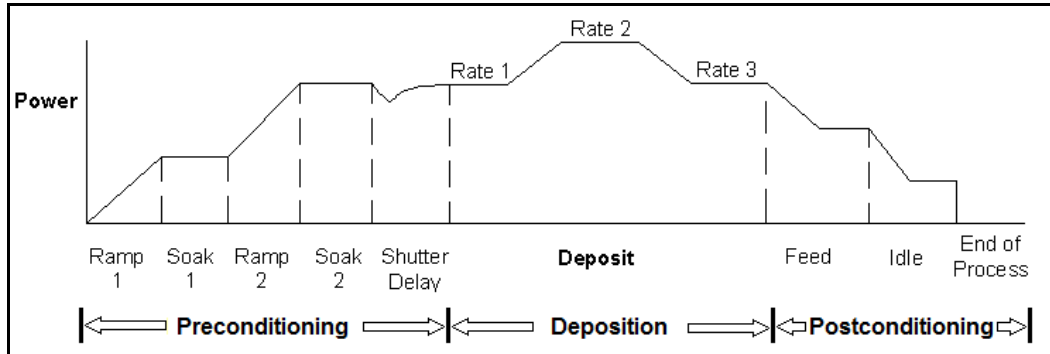 Rate 2
Rate 1
Rate 3
Power
Ramp 1
Soak 1
Ramp 2
Soak 2
Shutter Delay
Deposit
Feed
Idle
End of Process
Preconditioning
Deposition
Postconditioning